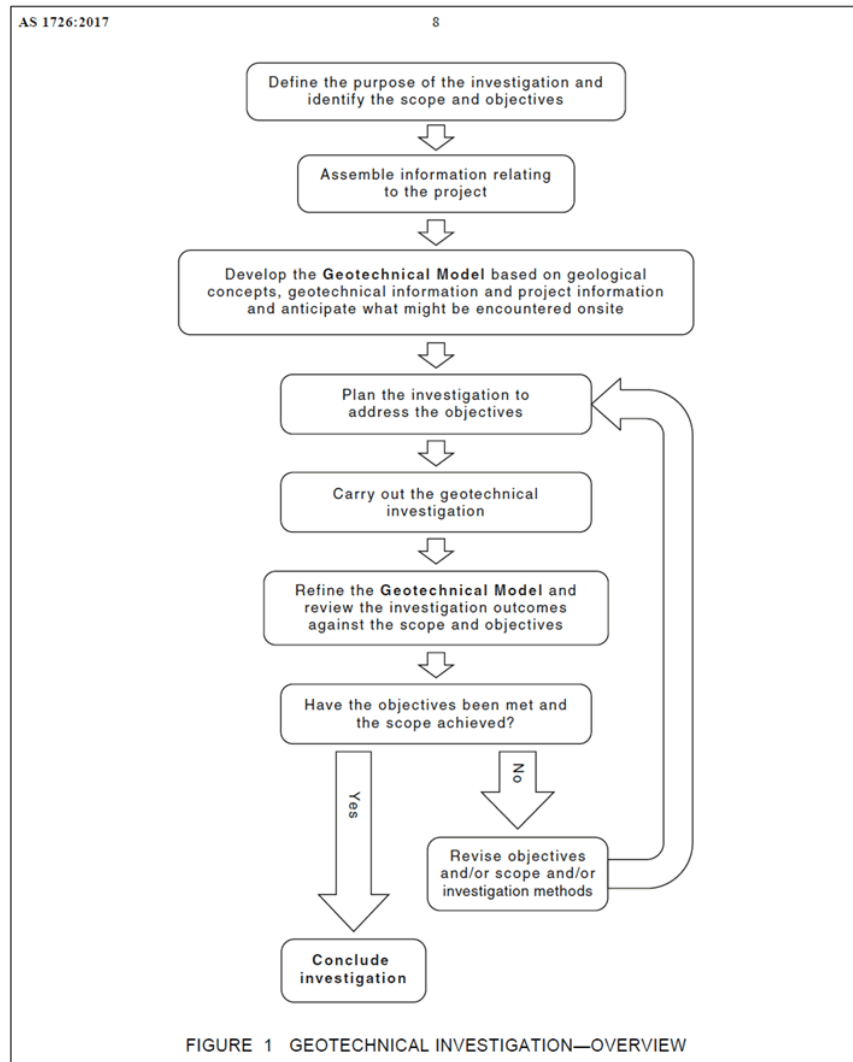 AS 1726:2017
8
Define the purpose of the investigation and
identify the scope and objectives
Assemble information relating
to the project
Develop the Geotechnical Model based on geological
concepts, geotechnical information and project information
and anticipate what might be encountered onsite
Plan the investigation to
address the objectives
Carry out the geotechnical
investigation
Refine the Geotechnical Model and
review the investigation outcomes
against the scope and objectives
Have the objectives been met and
the scope achieved?
Yes
No
Revise objectives
and/or scope and/or
investigation methods
Conclude
investigation
FIGURE 1 GEOTECHNICAL INVESTIGATION—OVERVIEW